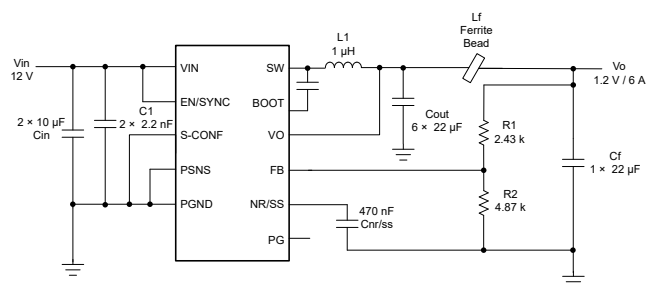 Vin
12 V
2 × 10 µF
Cin
C1
2 × 2.2 nF
VIN
EN/SYNC
S-CONF
PSNS
PGND
SW
BOOT
VO
FB
NR/SS
PG
L1
1 µH
Lf
Ferrite
Bead
Vo
1.2 V / 6 A
Cout
6 × 22 µF
R1
2.43 k
R2
4.87 k
Cf
1 × 22 µF
470 nF
Cnr/ss